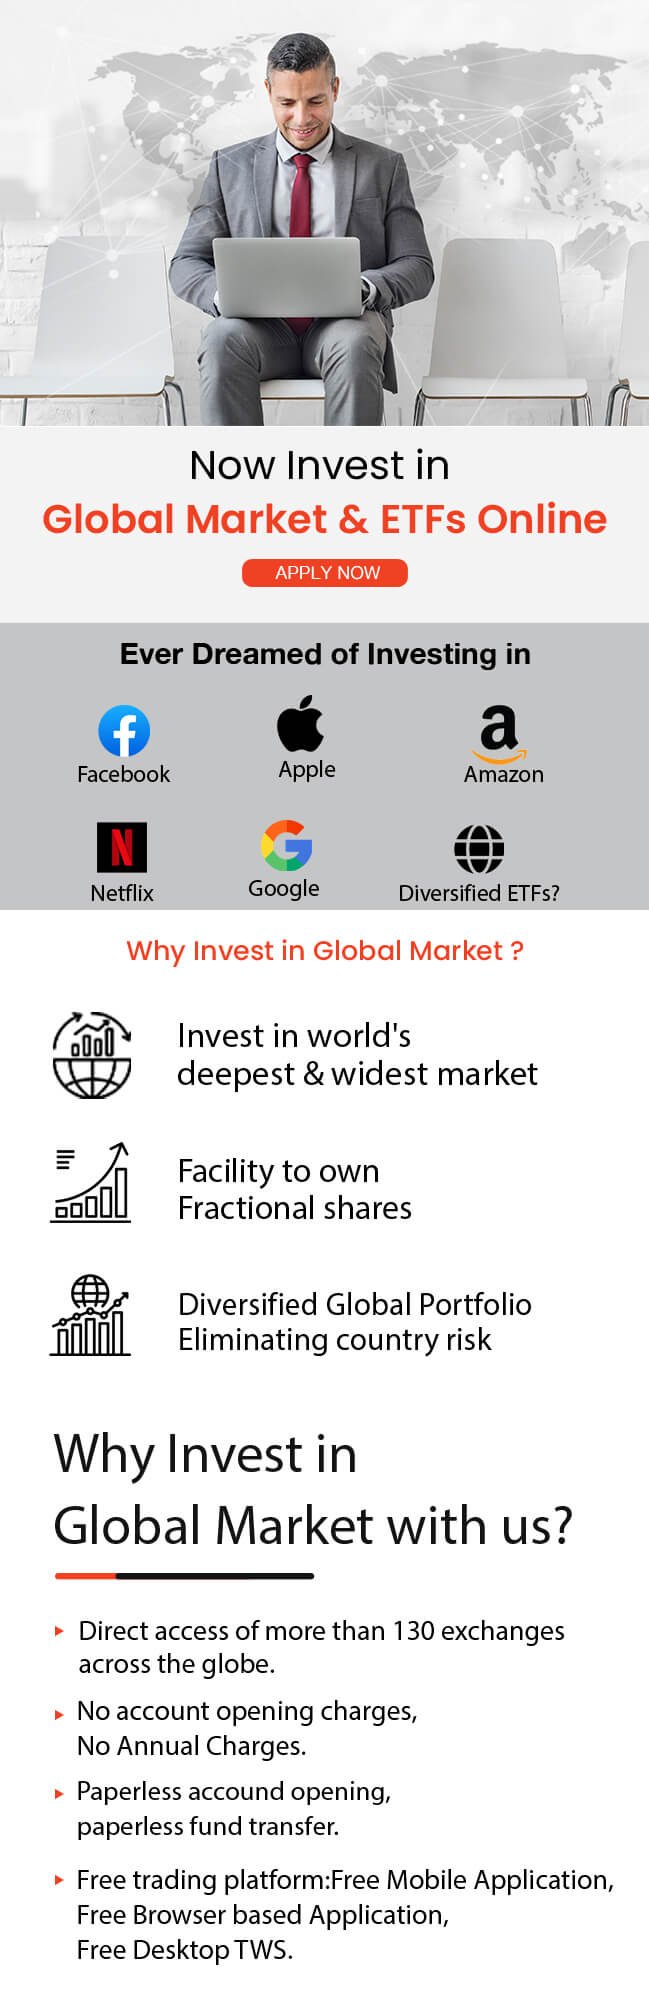 Now Invest in
Global Market & ETFs Online
APPLY NOW
Ever Dreamed of Investing in
Facebook
Apple
Amazon
Netflix
Google
Diversified ETFs?
Why Invest in Global Market ?
Invest in world's
deepest & widest market
Facility to own
Fractional shares
Diversified Global Portfolio
Eliminating country risk
Why Invest in
Global Market with us?
Direct access of more than 130 exchanges
across the globe.
No account opening charges,
No Annual Charges.
Paperless accound opening,
paperless fund transfer.
Free trading platform:Free Mobile Application,
Free Browser based Application,
Free Desktop TWS.